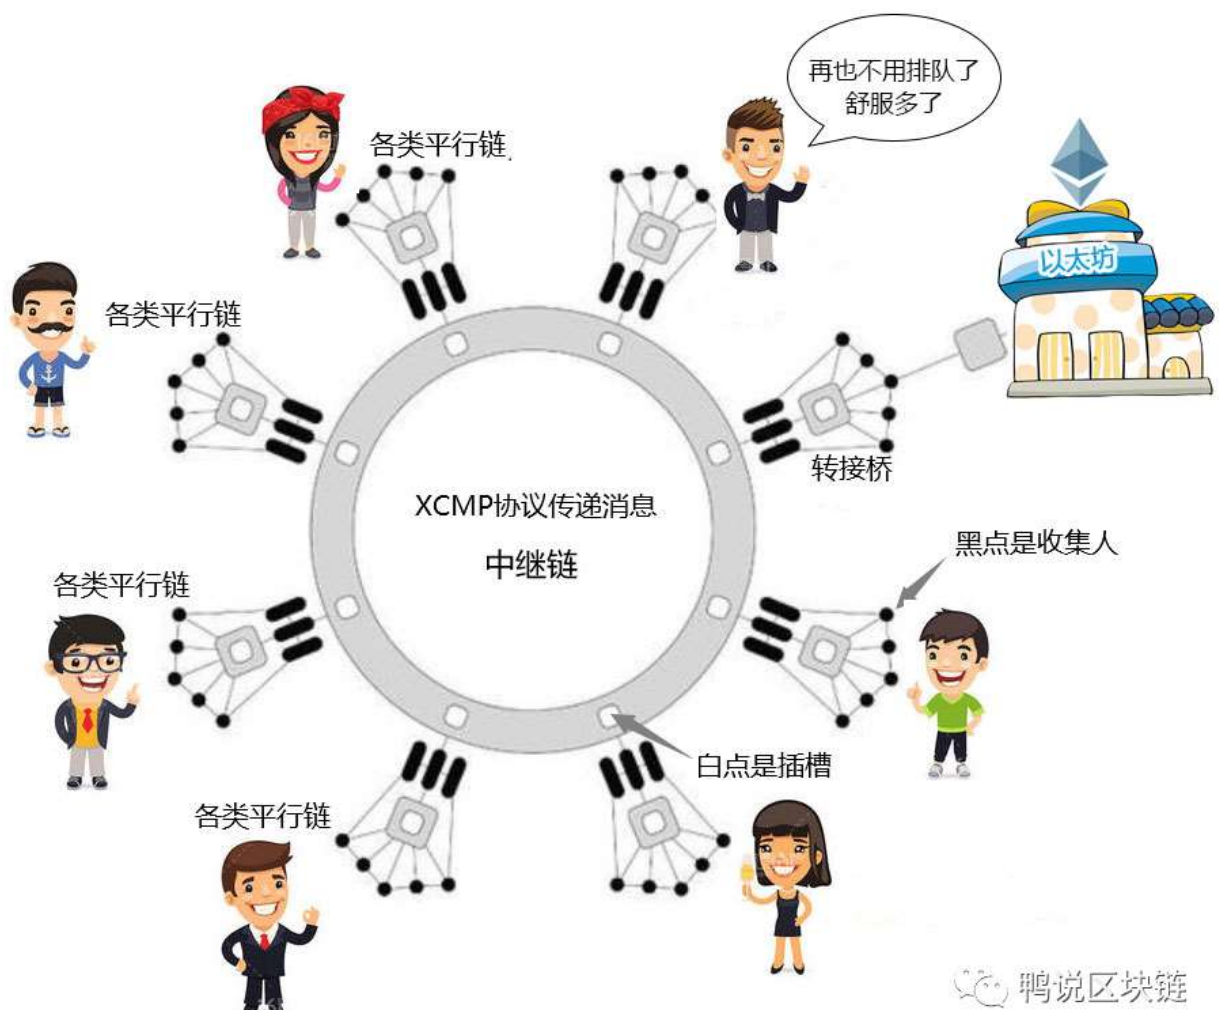 再也不用排队了
舒服多了
各类平行链
以太坊
各类平行链
转接桥
XCMP协议传递消息
中继链
黑点是收集人
各类平行链
白点是插槽
各类平行链
鸭说区块链